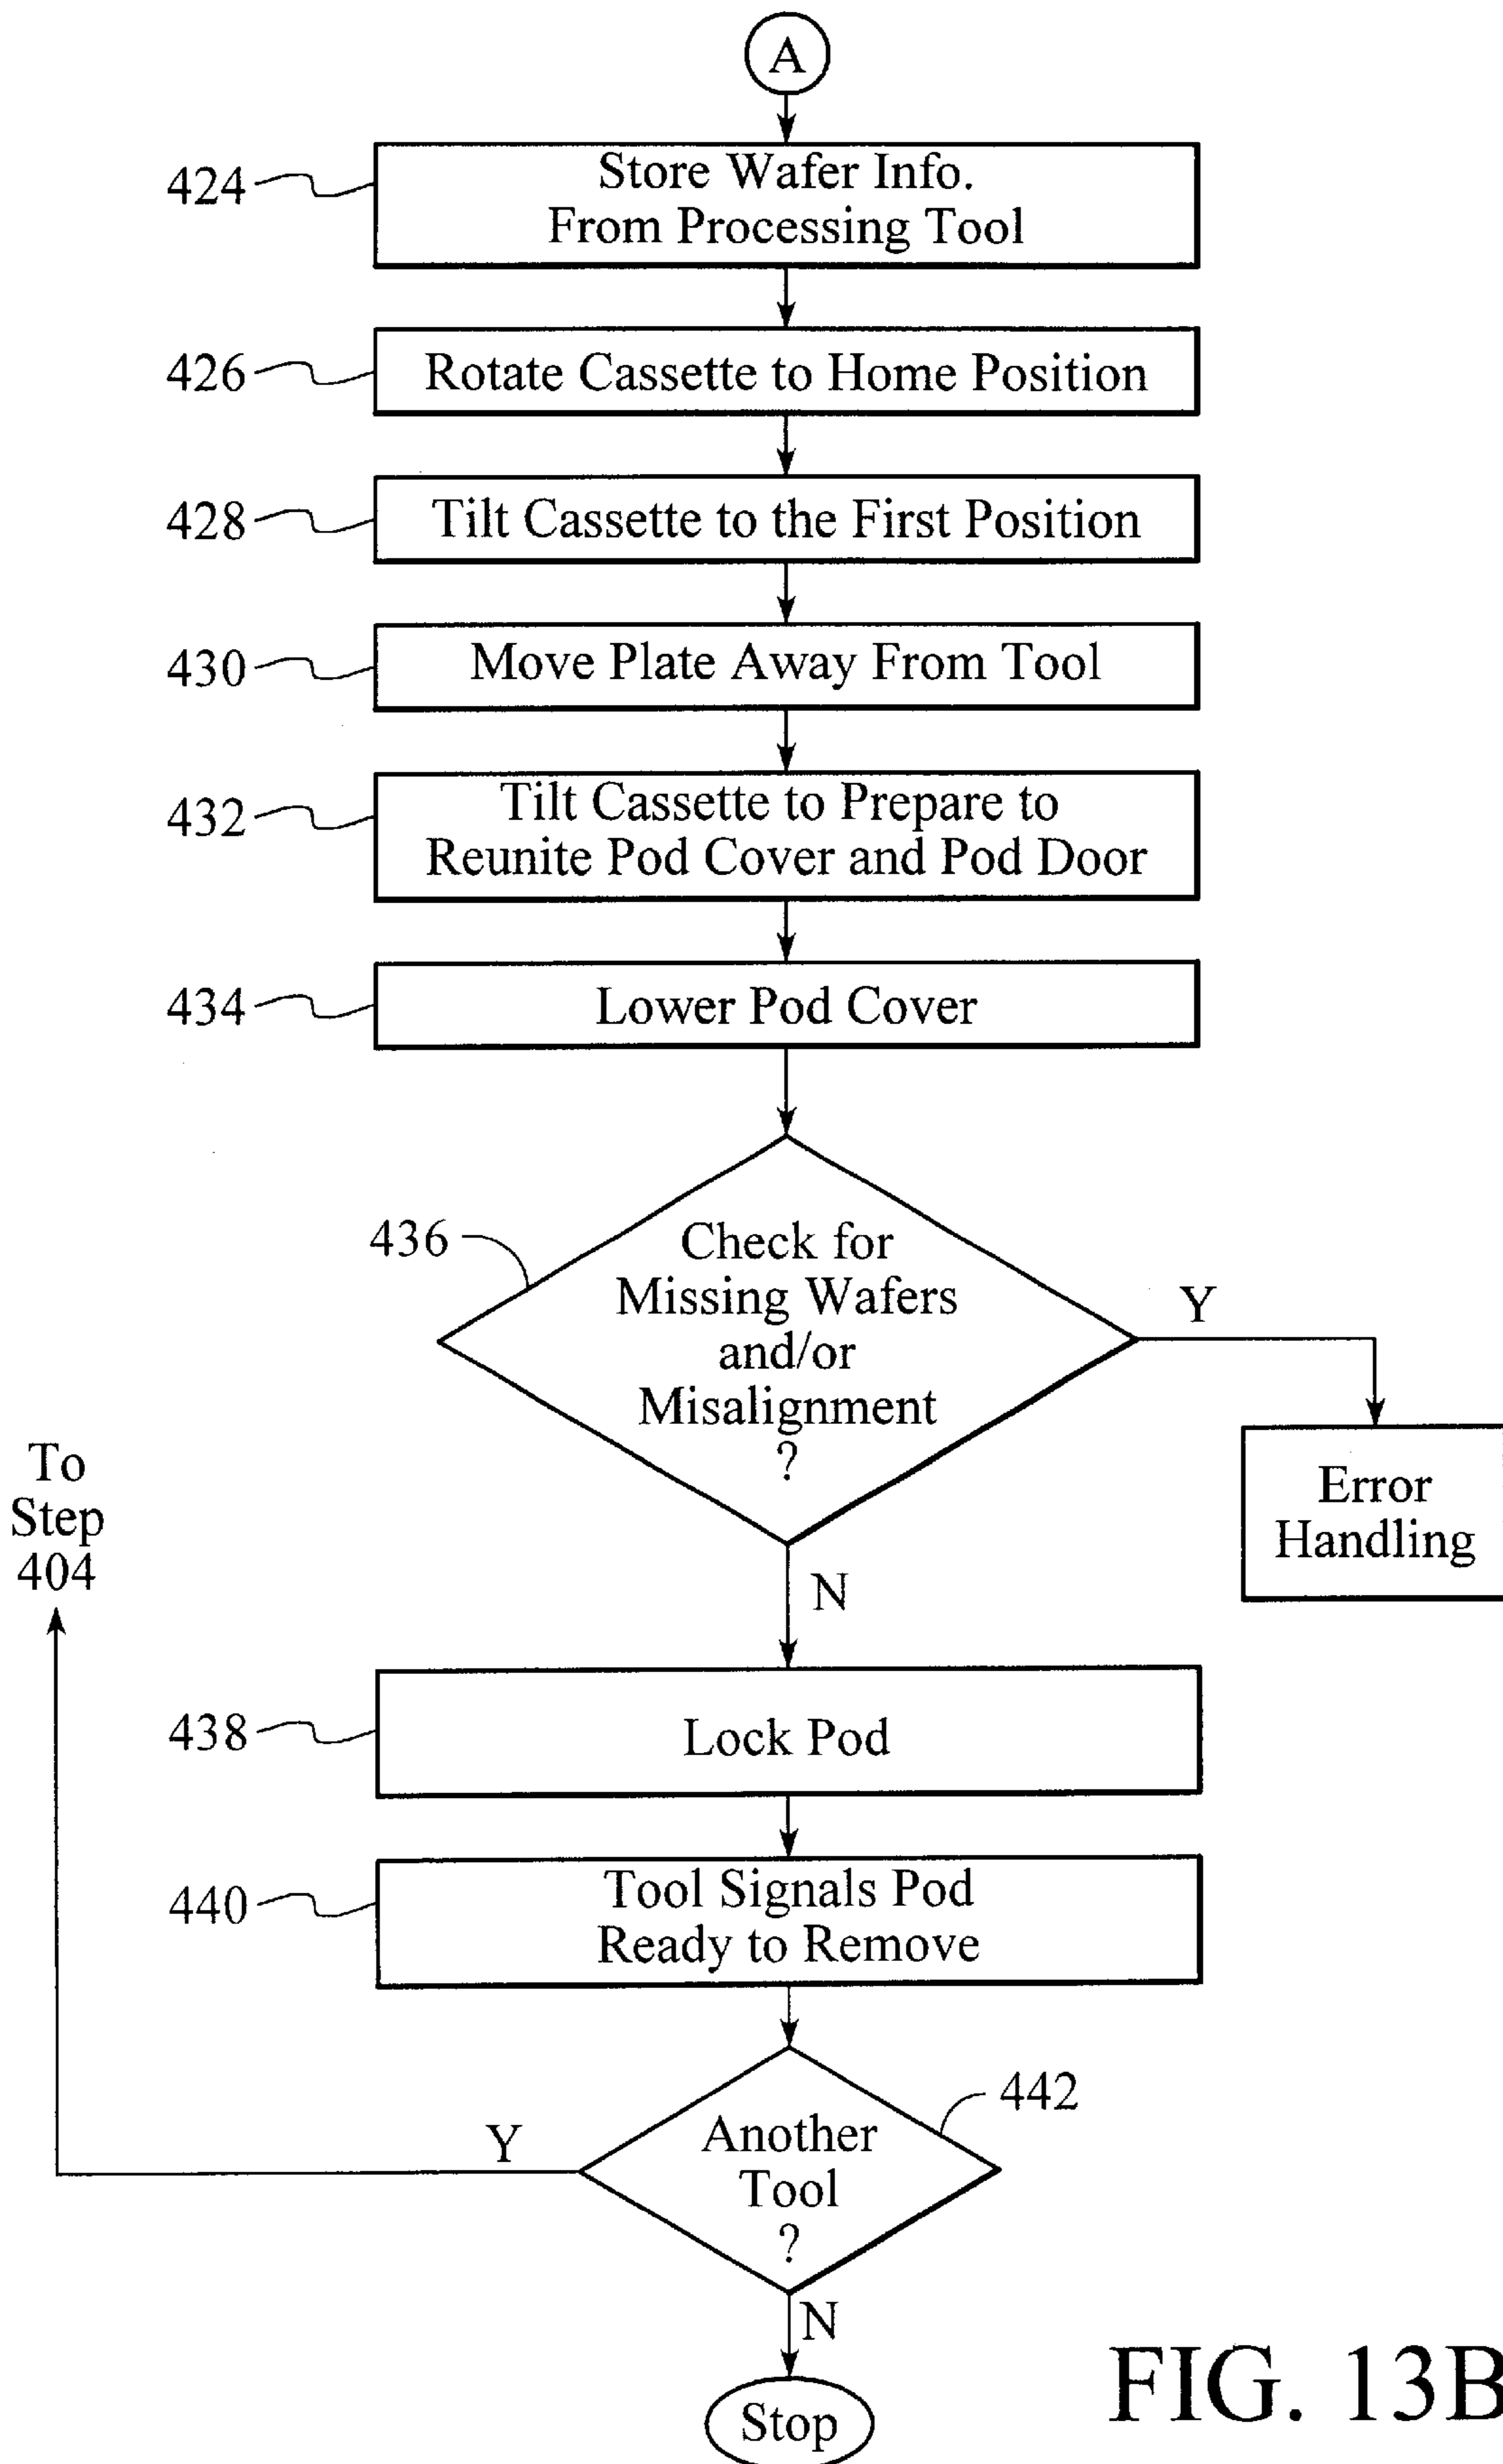 A
424
Store Wafer Info.
From Processing Tool
426
Rotate Cassette to Home Position
428
Tilt Cassette to the First Position
430
Move Plate Away From Tool
432
Tilt Cassette to Prepare to
Reunite Pod Cover and Pod Door
434
Lower Pod Cover
436
Check for
Missing Wafers
and/or
Misalignment
?
Y
Error
Handling
N
To
Step
404
438
Lock Pod
440
Tool Signals Pod
Ready to Remove
442
Another
Tool
?
Y
N
Stop
FIG. 13B